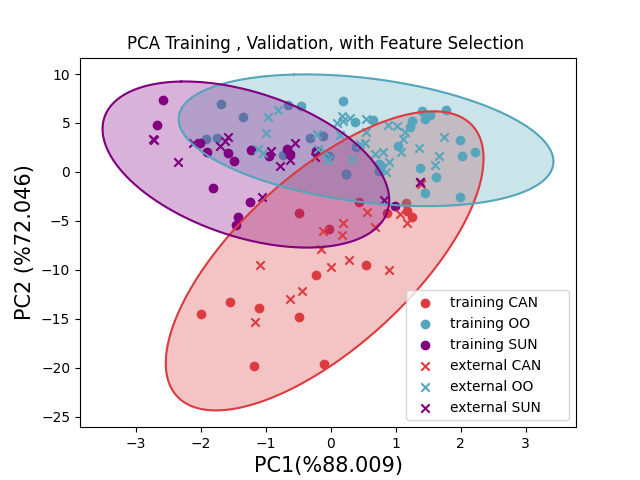 PCA Training , Validation, with Feature Selection
10
5
0
−5
−10
−15
−20
−25
PC2 (%72.046)
training CAN
training OO
training SUN
external CAN
external OO
external SUN
−3 −2 −1 0 1 2 3
PC1(%88.009)